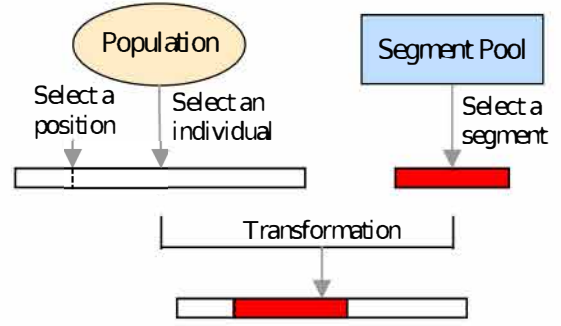 Population
Segment Pool
Select a
position
Select an
individual
Select a
segment
Transformation